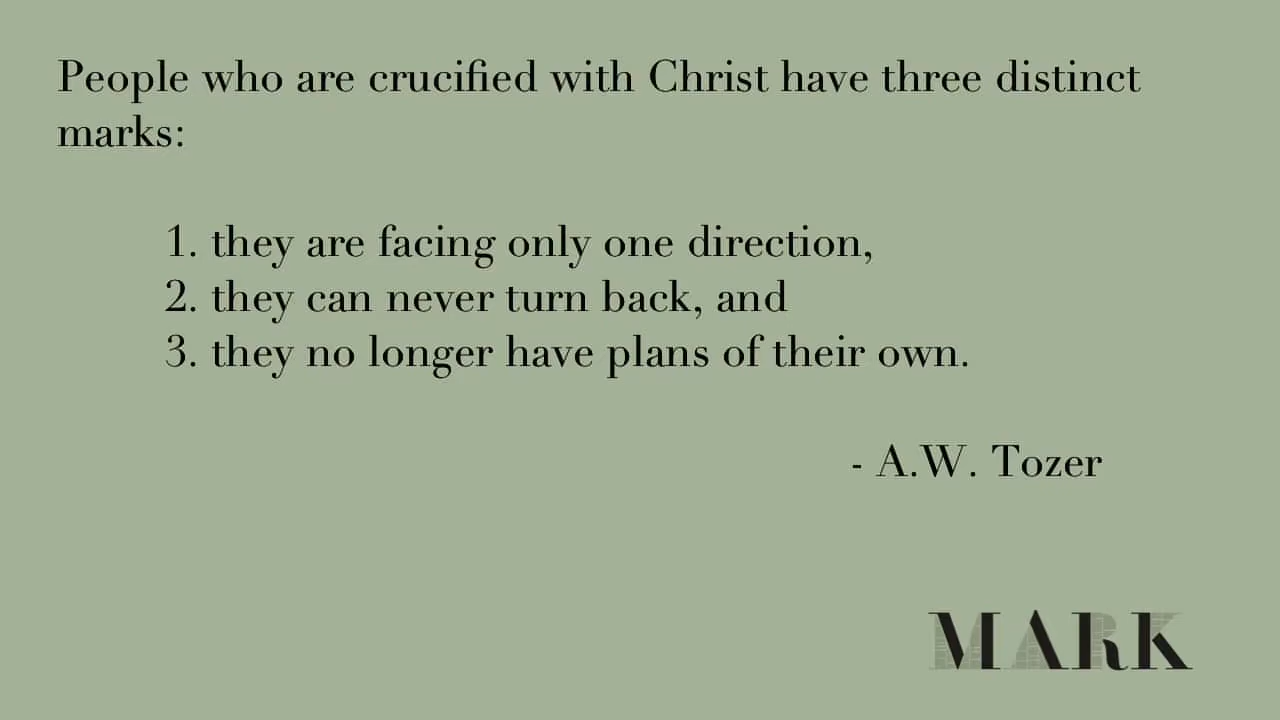 People who are crucified with Christ have three distinct
marks:
1. they are facing only one direction,
2. they can never turn back, and
3. they no longer have plans of their own.
- A.W. Tozer
MARK